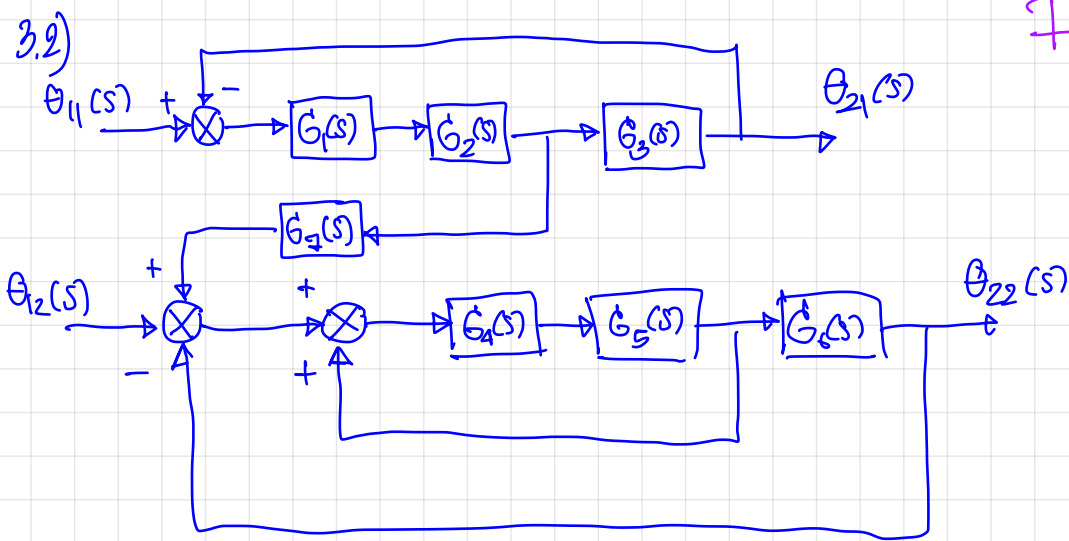 3.2)
θ₁₁(s) + −
G₁(s) G₂(s) G₃(s) θ₂₁(s)
G₇(s)
+ +
θ₁₂(s) G₄(s) G₅(s) G₆(s) θ₂₂(s)
− +